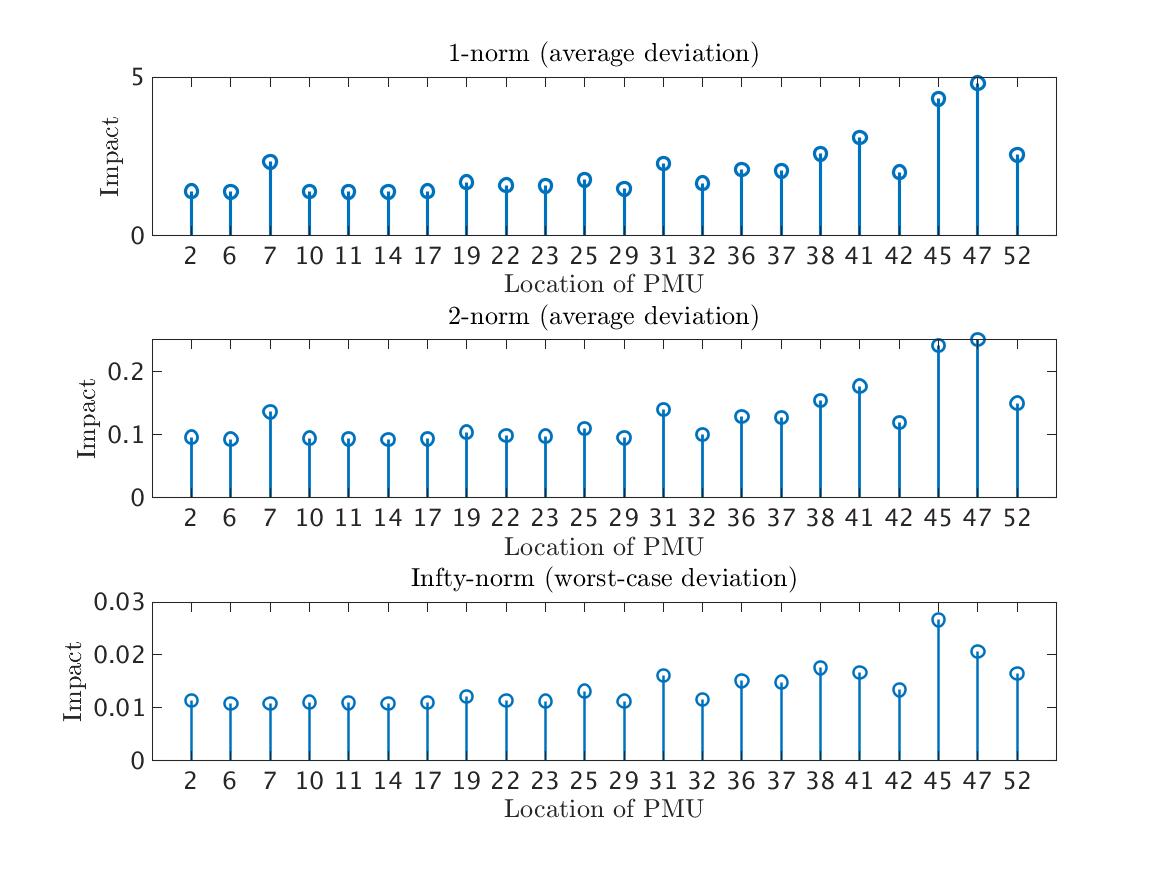 1-norm (average deviation)
5
Impact
0
2 6 7 10 11 14 17 19 22 23 25 29 31 32 36 37 38 41 42 45 47 52
Location of PMU
2-norm (average deviation)
0.2
Impact
0.1
0
2 6 7 10 11 14 17 19 22 23 25 29 31 32 36 37 38 41 42 45 47 52
Location of PMU
Infty-norm (worst-case deviation)
0.03
0.02
Impact
0.01
0
2 6 7 10 11 14 17 19 22 23 25 29 31 32 36 37 38 41 42 45 47 52
Location of PMU